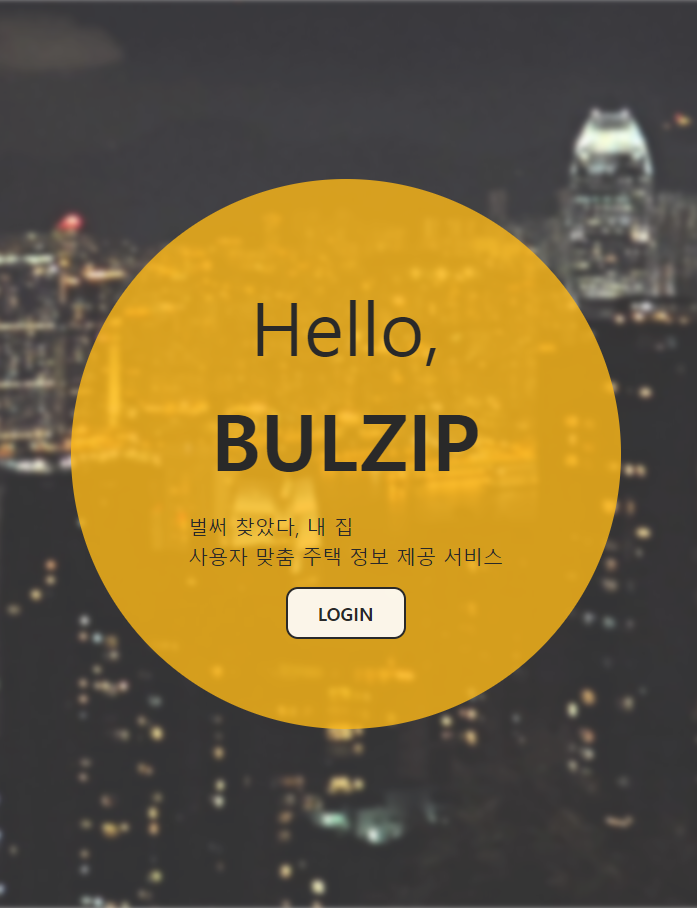 Hello,
BULZIP
벌써 찾았다, 내 집
사용자 맞춤 주택 정보 제공 서비스
LOGIN